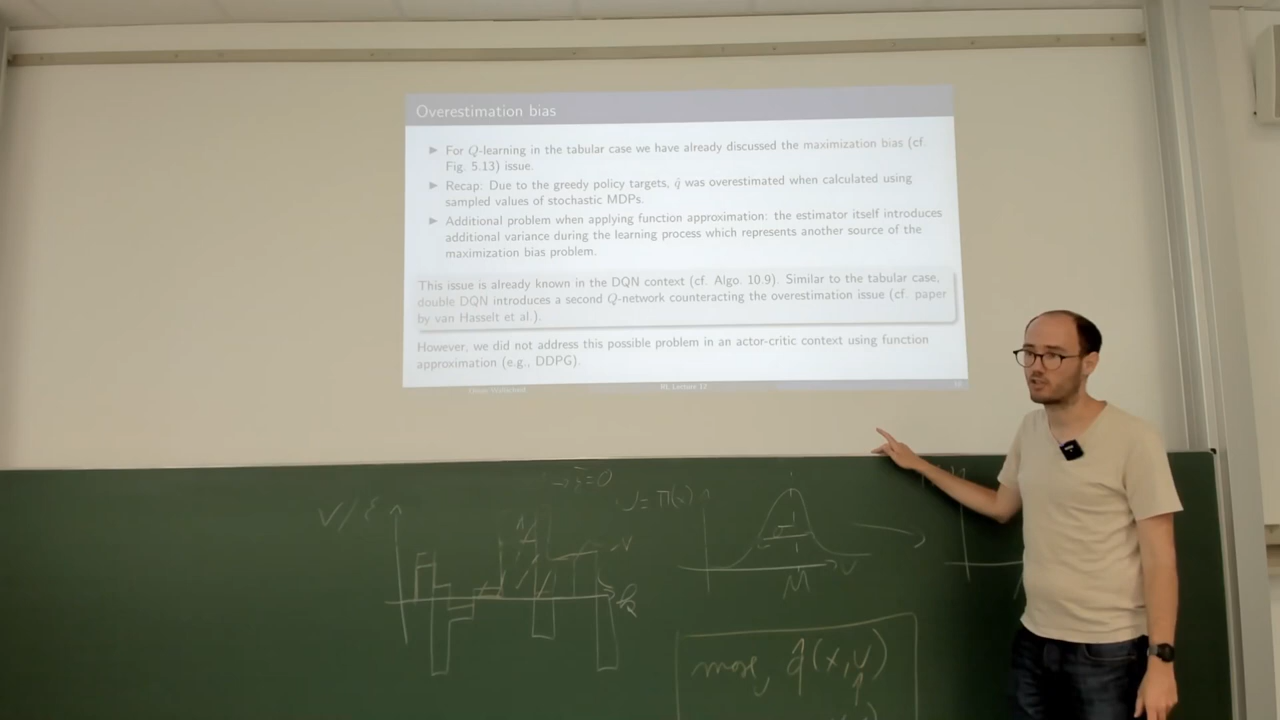 Overestimation bias
► For Q-learning in the tabular case we have already discussed the maximization bias (cf.
Fig. 5.13) issue.
► Recap: Due to the greedy policy targets, q̂ was overestimated when calculated using
sampled values of stochastic MDPs.
► Additional problem when applying function approximation: the estimator itself introduces
additional variance during the learning process which represents another source of the
maximization bias problem.
This issue is already known in the DQN context (cf. Algo. 10.9). Similar to the tabular case,
double DQN introduces a second Q-network counteracting the overestimation issue (cf. paper
by van Hasselt et al.).
However, we did not address this possible problem in an actor-critic context using function
approximation (e.g., DDPG).
RL Lecture 12
V/ε
k
q̂(x,u)